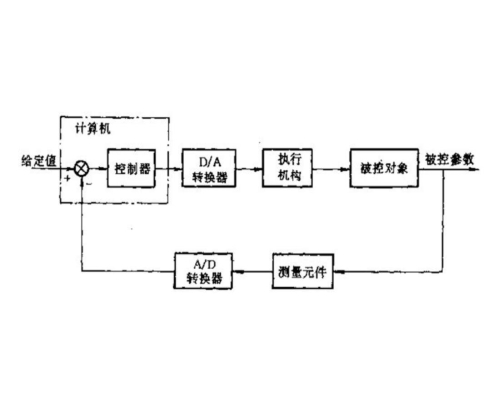 计算机
给定值
+
−
控制器
D/A
转换器
执行
机构
被控对象
被控参数
A/D
转换器
测量元件